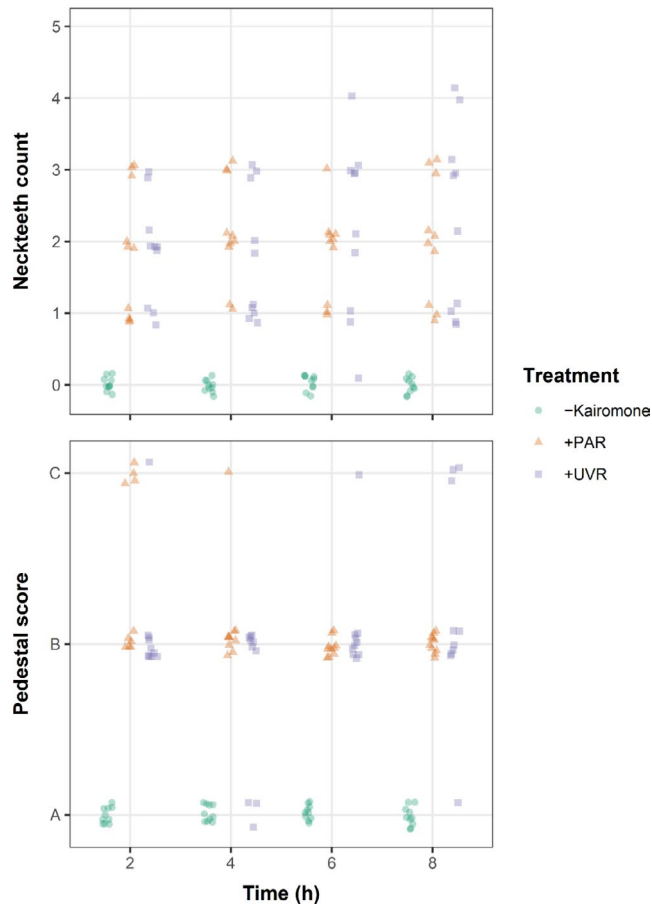 5
4
3
2
1
0
Neckteeth count
C
B
A
Pedestal score
2 4 6 8
Time (h)
Treatment
−Kairomone
+PAR
+UVR